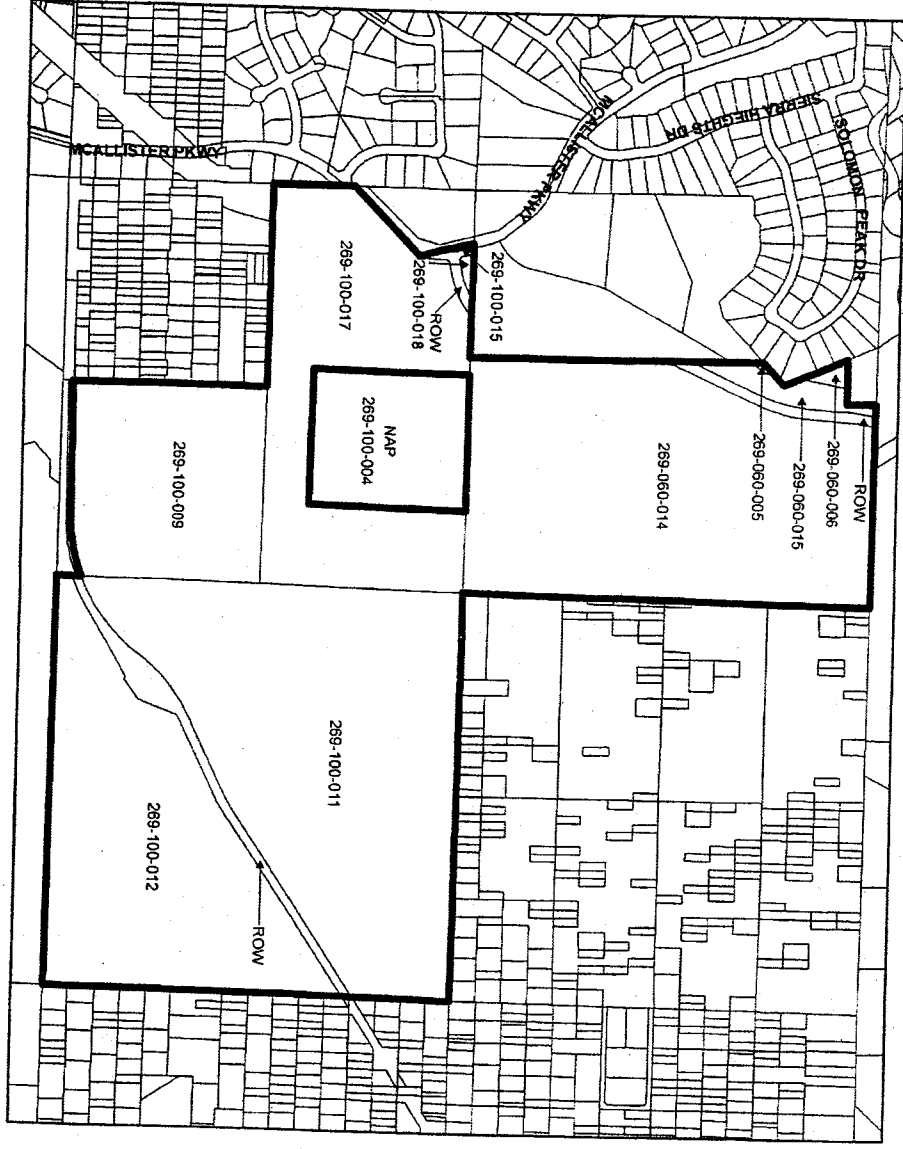 SOLOMON PEAK DR
SIERRA HIEGHTS DR
MCALLISTER PKWY
MCALLISTER PKWY
ROW
269-060-006
269-060-015
269-060-005
269-060-014
269-100-015
ROW
269-100-018
269-100-017
NAP
269-100-004
269-100-009
269-100-011
269-100-012
ROW